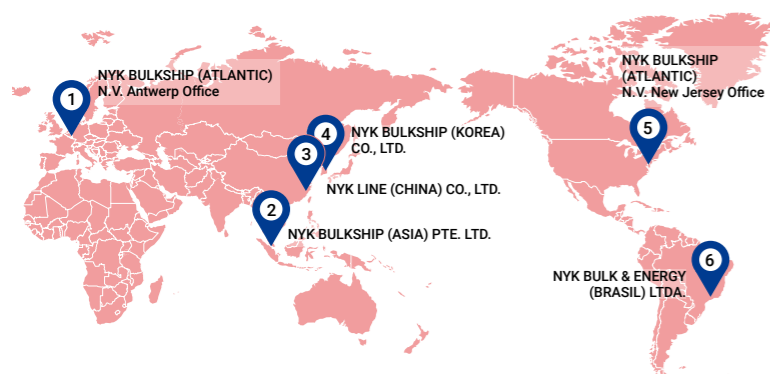 1
NYK BULKSHIP (ATLANTIC)
N.V. Antwerp Office
4
NYK BULKSHIP (KOREA)
CO., LTD.
3
NYK LINE (CHINA) CO., LTD.
2
NYK BULKSHIP (ASIA) PTE. LTD.
NYK BULKSHIP
(ATLANTIC)
N.V. New Jersey Office
5
6
NYK BULK & ENERGY
(BRASIL) LTDA.